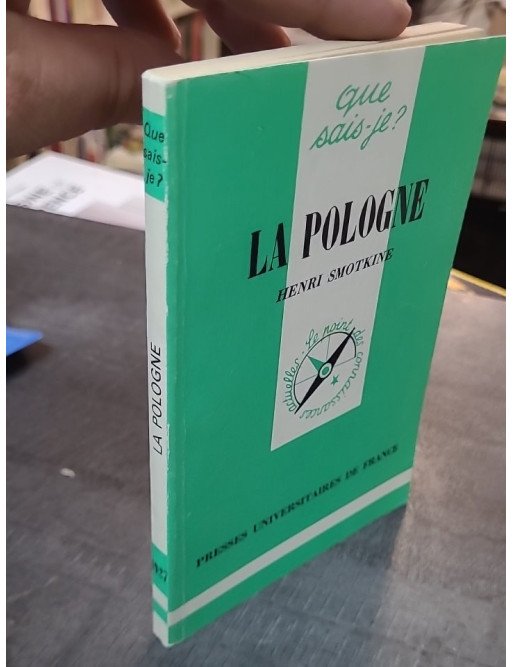 Que
sais-
je?
LA POLOGNE
que
sais-je?
LA POLOGNE
HENRI SMOTKINE
le point des connaissances actuelles
PRESSES UNIVERSITAIRES DE FRANCE